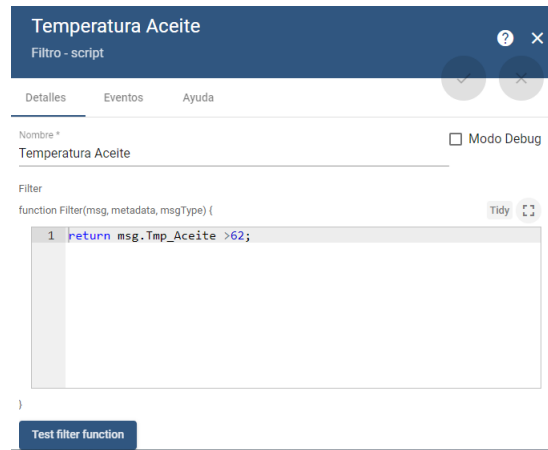 Temperatura Aceite
Filtro - script
Detalles Eventos Ayuda
Nombre *
Temperatura Aceite
Modo Debug
Filter
function Filter(msg, metadata, msgType) {
Tidy
1 return msg.Tmp_Aceite >62;
}
Test filter function